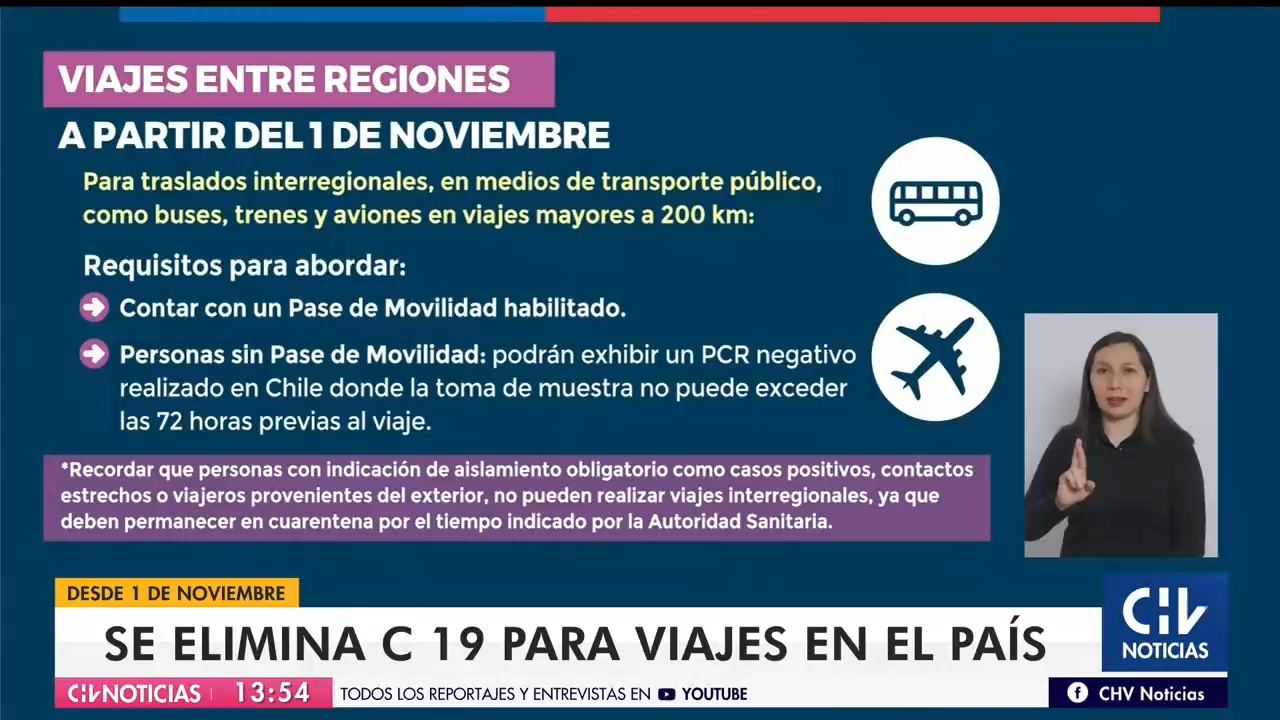 VIAJES ENTRE REGIONES
A PARTIR DEL 1 DE NOVIEMBRE
Para traslados interregionales, en medios de transporte público,
como buses, trenes y aviones en viajes mayores a 200 km:
Requisitos para abordar:
Contar con un Pase de Movilidad habilitado.
Personas sin Pase de Movilidad: podrán exhibir un PCR negativo
realizado en Chile donde la toma de muestra no puede exceder
las 72 horas previas al viaje.
*Recordar que personas con indicación de aislamiento obligatorio como casos positivos, contactos
estrechos o viajeros provenientes del exterior, no pueden realizar viajes interregionales, ya que
deben permanecer en cuarentena por el tiempo indicado por la Autoridad Sanitaria.
DESDE 1 DE NOVIEMBRE
SE ELIMINA C 19 PARA VIAJES EN EL PAÍS
CHV
NOTICIAS
CHV NOTICIAS 13:54 TODOS LOS REPORTAJES Y ENTREVISTAS EN YOUTUBE
CHV Noticias